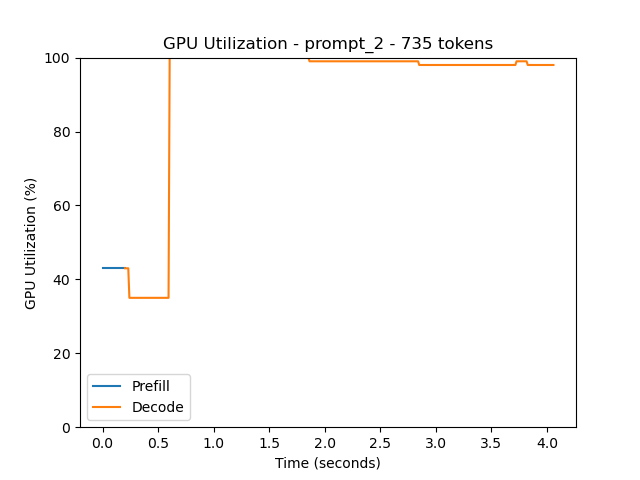 GPU Utilization - prompt_2 - 735 tokens
100
80
60
40
20
0
GPU Utilization (%)
Prefill
Decode
0.0 0.5 1.0 1.5 2.0 2.5 3.0 3.5 4.0
Time (seconds)